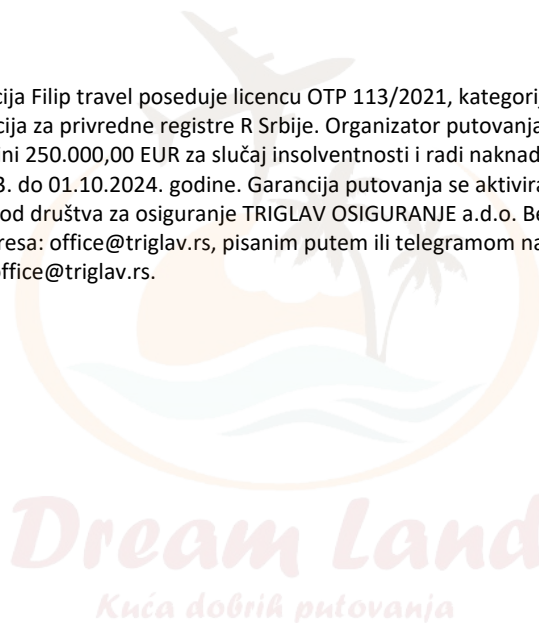 cija Filip travel poseduje licencu OTP 113/2021, kategorij
cija za privredne registre R Srbije. Organizator putovanja
ni 250.000,00 EUR za slučaj insolventnosti i radi naknad
3. do 01.10.2024. godine. Garancija putovanja se aktivira
od društva za osiguranje TRIGLAV OSIGURANJE a.d.o. Be
resa: office@triglav.rs, pisanim putem ili telegramom na
office@triglav.rs.
Dream Land
Kuća dobrih putovanja